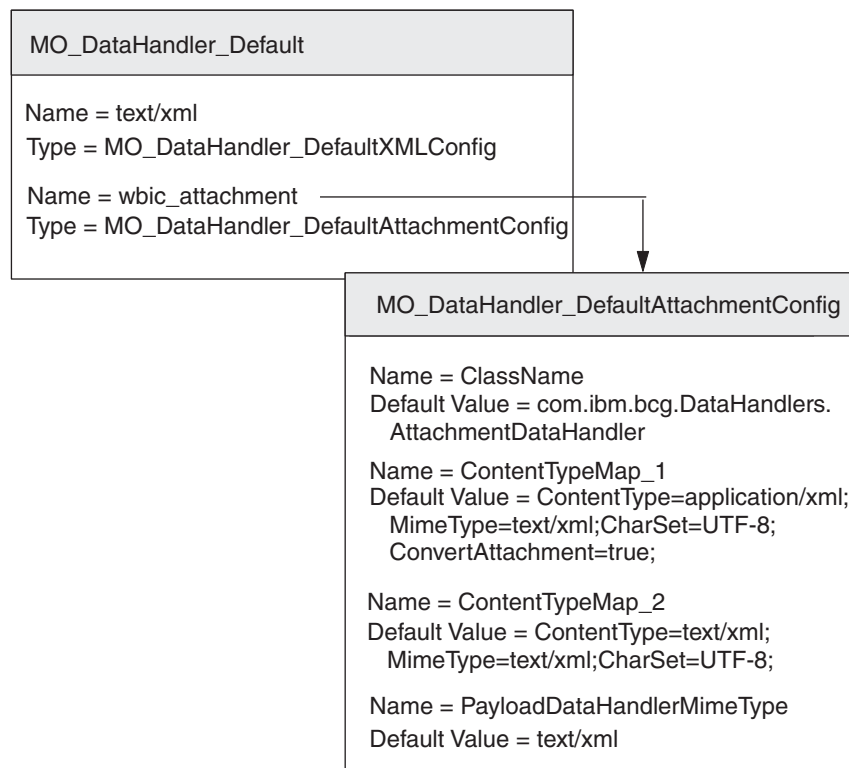 MO_DataHandler_Default
Name = text/xml
Type = MO_DataHandler_DefaultXMLConfig
Name = wbic_attachment
Type = MO_DataHandler_DefaultAttachmentConfig
MO_DataHandler_DefaultAttachmentConfig
Name = ClassName
Default Value = com.ibm.bcg.DataHandlers.
AttachmentDataHandler
Name = ContentTypeMap_1
Default Value = ContentType=application/xml;
MimeType=text/xml;CharSet=UTF-8;
ConvertAttachment=true;
Name = ContentTypeMap_2
Default Value = ContentType=text/xml;
MimeType=text/xml;CharSet=UTF-8;
Name = PayloadDataHandlerMimeType
Default Value = text/xml